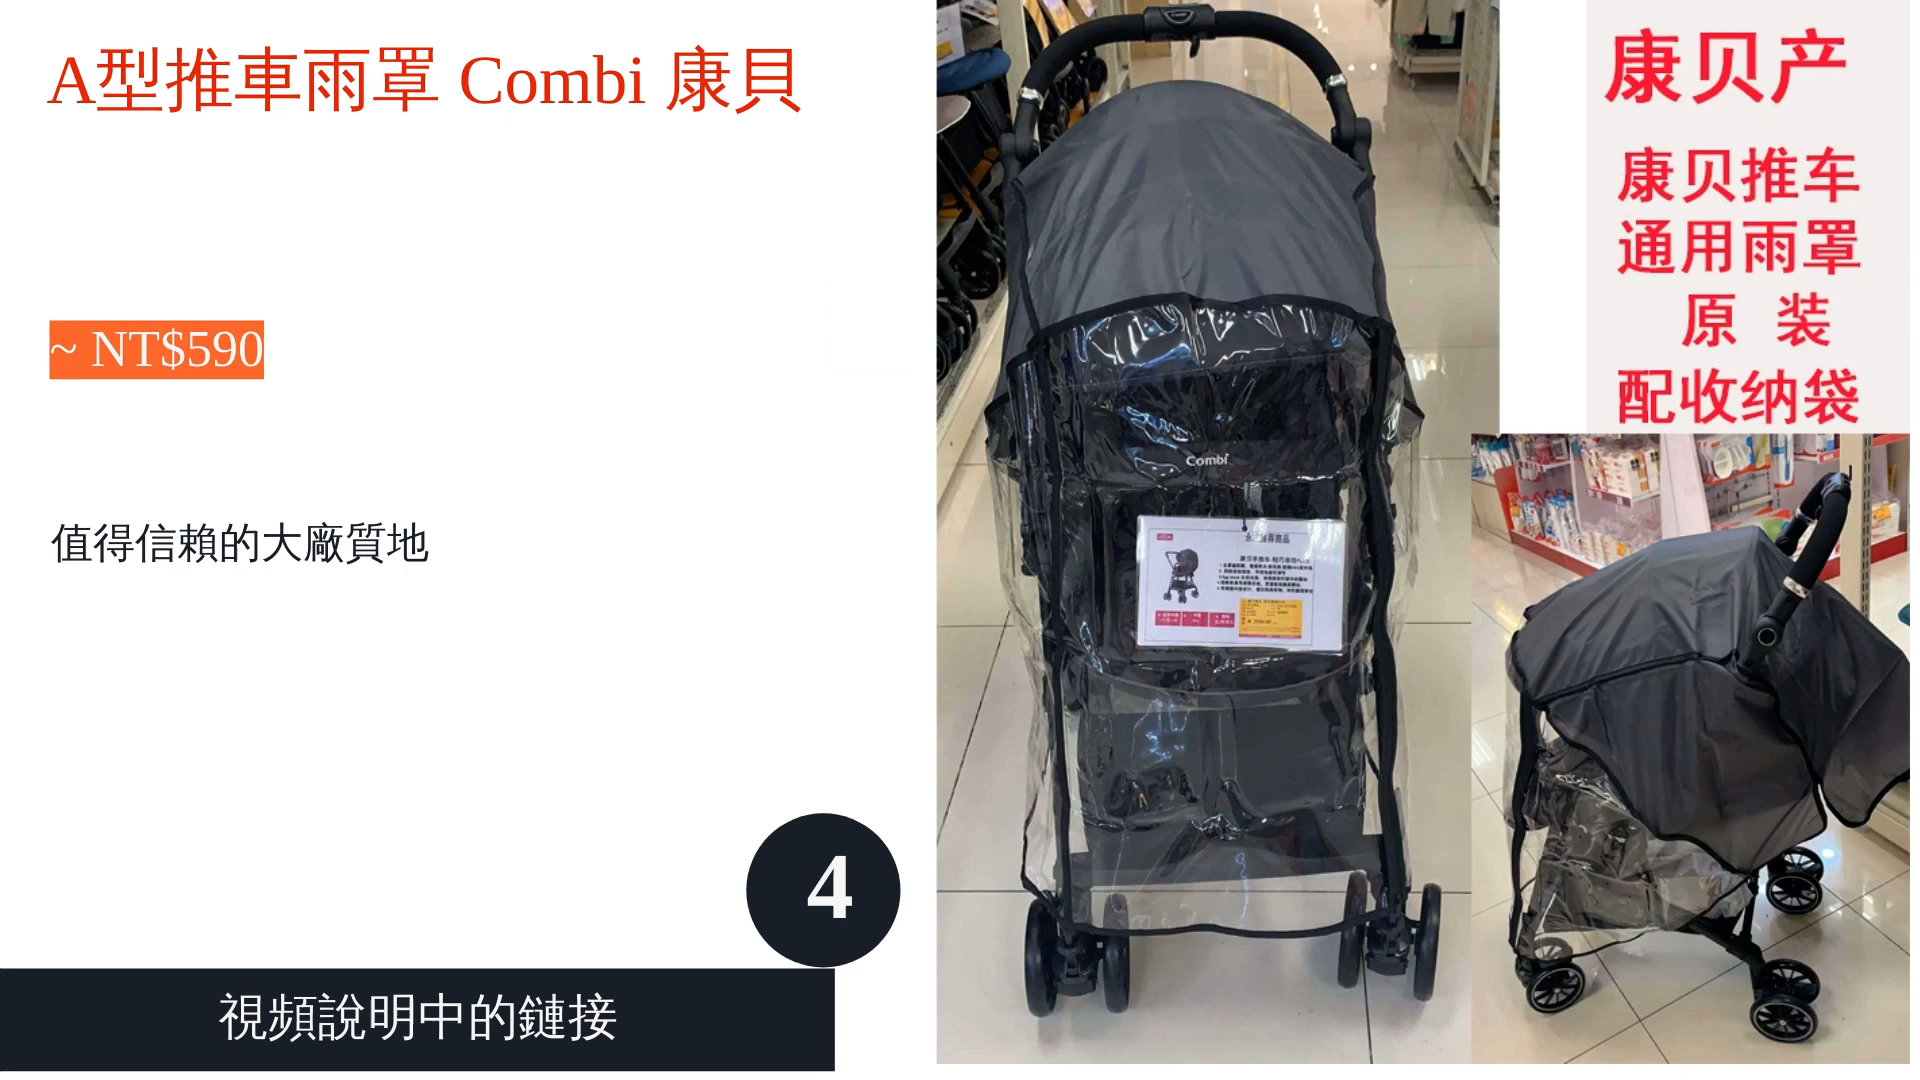 A型推車雨罩 Combi 康貝
~ NT$590
值得信賴的大廠質地
4
視頻說明中的鏈接
康贝产
康贝推车
通用雨罩
原 装
配收纳袋
Combi